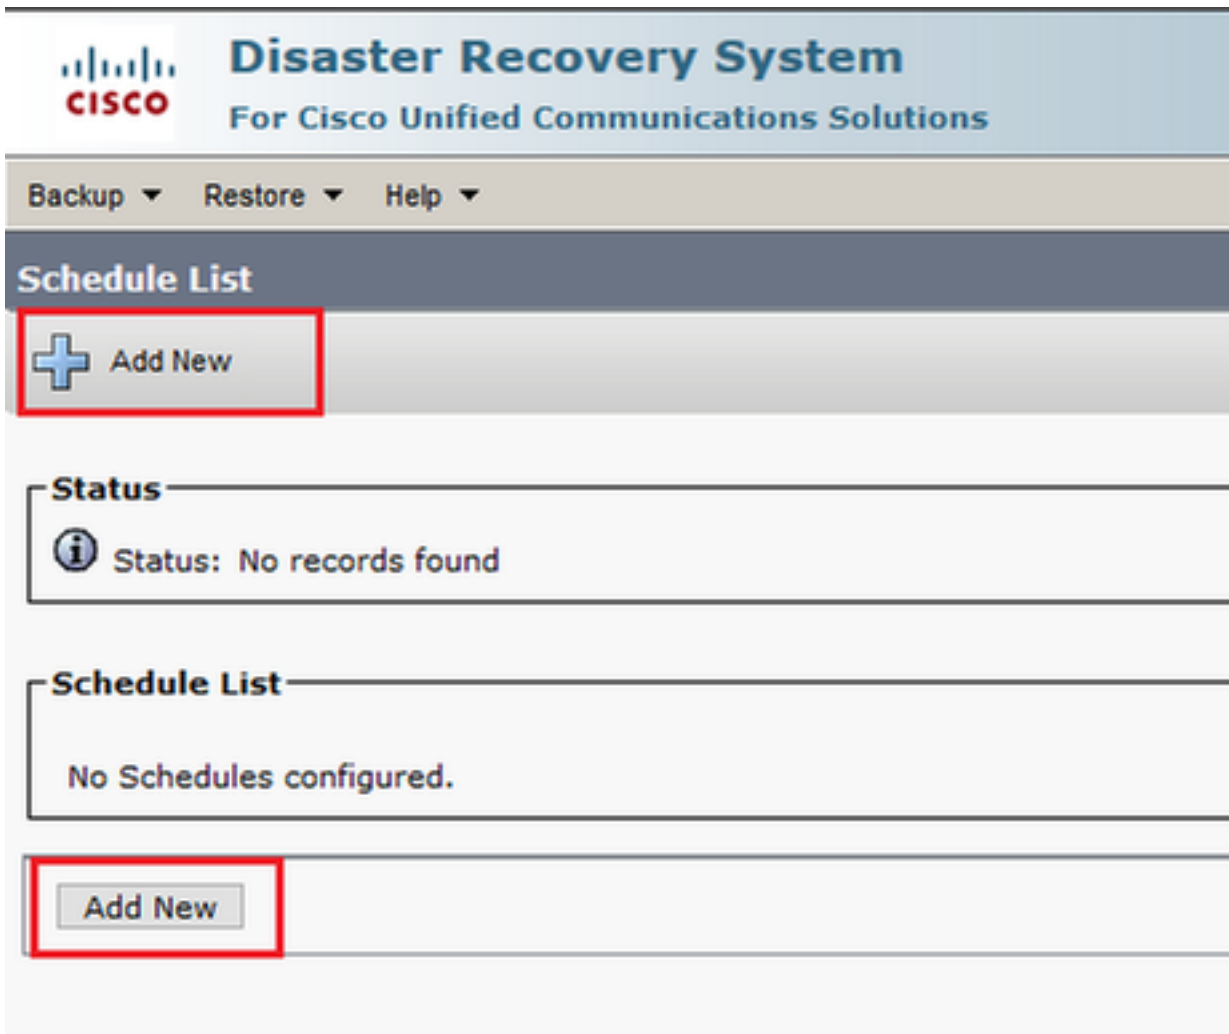 CISCO
Disaster Recovery System
For Cisco Unified Communications Solutions
Backup Restore Help
Schedule List
Add New
Status
Status: No records found
Schedule List
No Schedules configured.
Add New